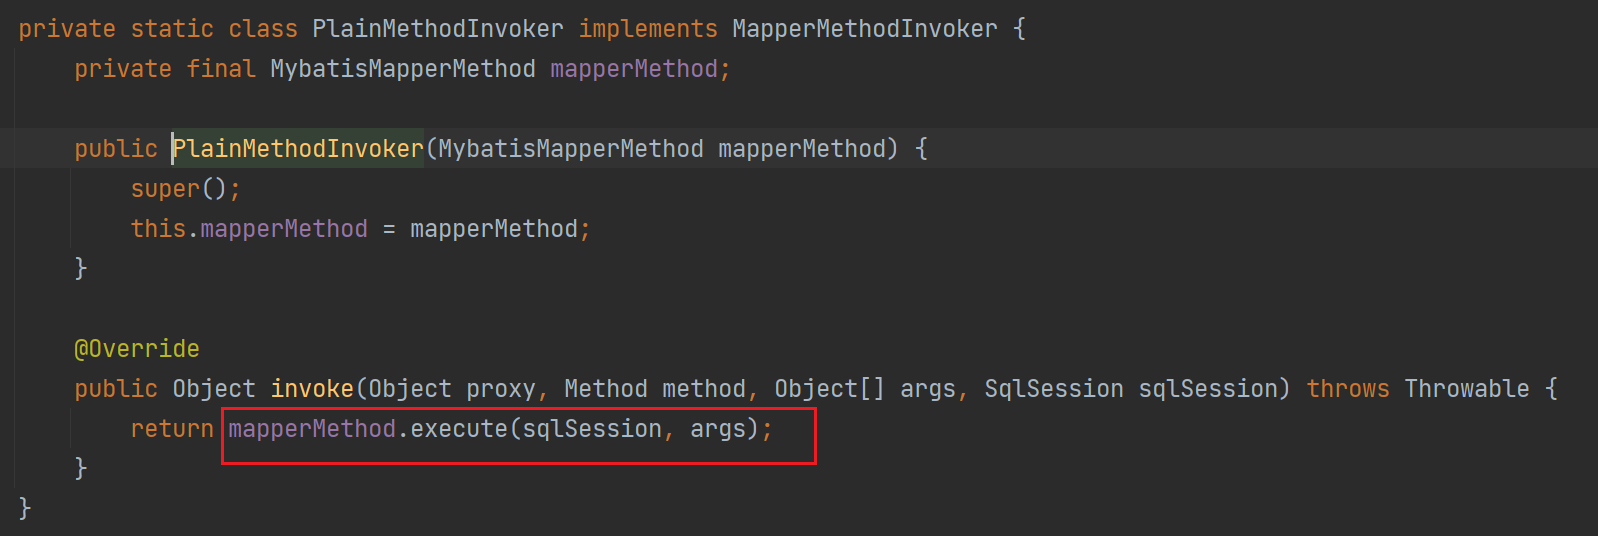 private static class PlainMethodInvoker implements MapperMethodInvoker {
    private final MybatisMapperMethod mapperMethod;
    public PlainMethodInvoker(MybatisMapperMethod mapperMethod) {
        super();
        this.mapperMethod = mapperMethod;
    }
    @Override
    public Object invoke(Object proxy, Method method, Object[] args, SqlSession sqlSession) throws Throwable {
        return mapperMethod.execute(sqlSession, args);
    }
}